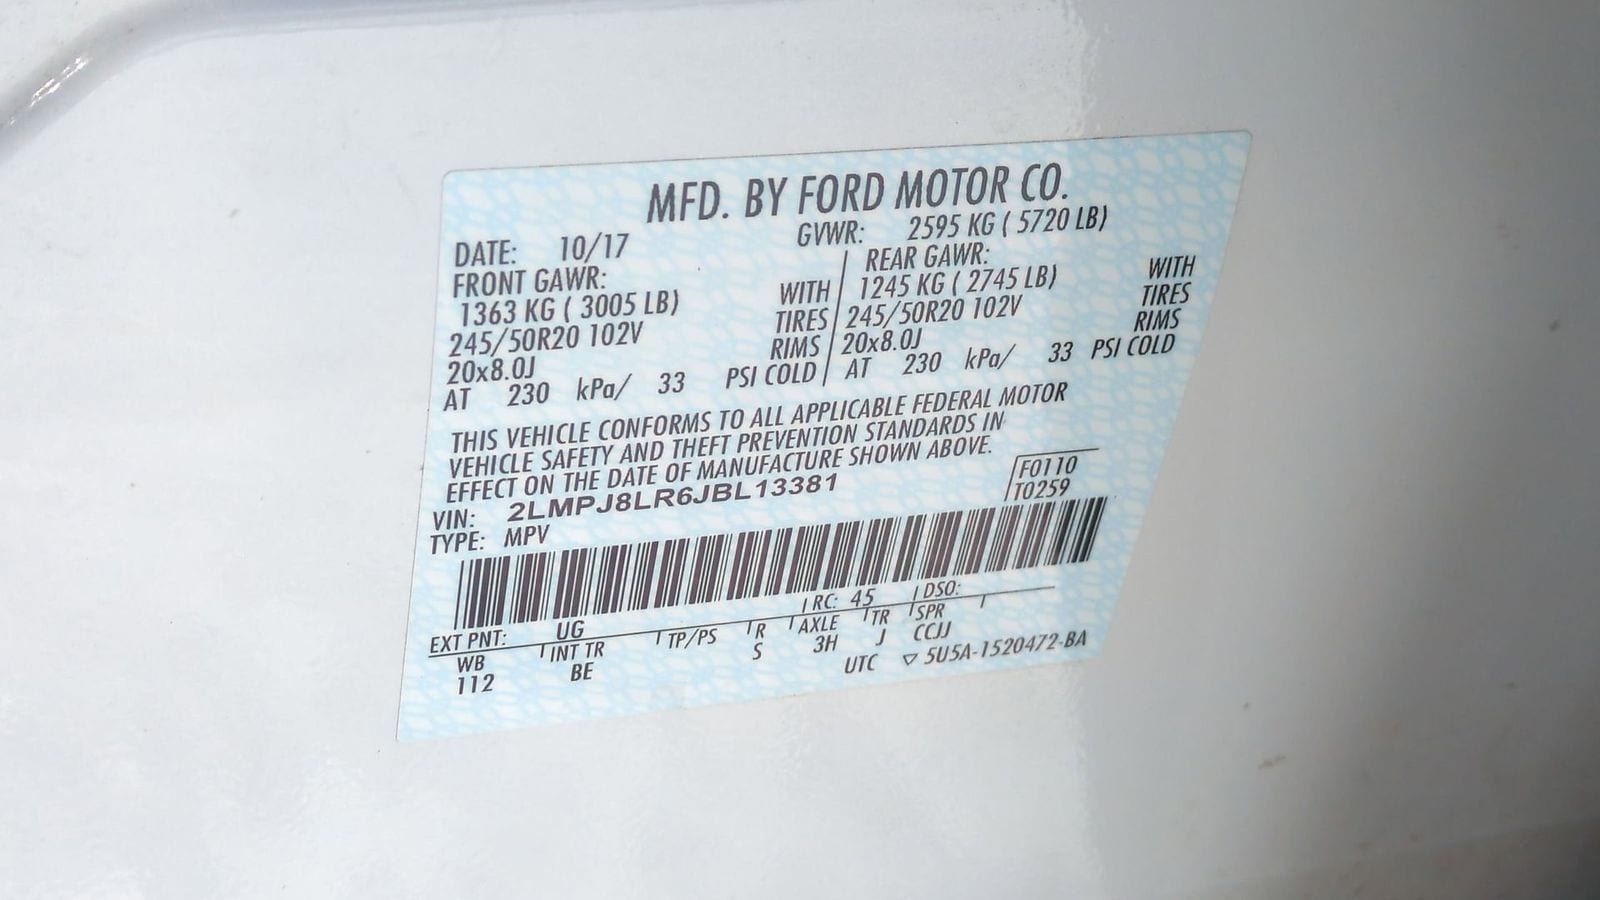 MFD. BY FORD MOTOR CO.
DATE: 10/17 GVWR: 2595 KG ( 5720 LB)
FRONT GAWR: REAR GAWR:
1363 KG ( 3005 LB) WITH 1245 KG ( 2745 LB) WITH
245/50R20 102V TIRES 245/50R20 102V TIRES
20x8.0J RIMS 20x8.0J RIMS
AT 230 kPa/ 33 PSI COLD AT 230 kPa/ 33 PSI COLD
THIS VEHICLE CONFORMS TO ALL APPLICABLE FEDERAL MOTOR
VEHICLE SAFETY AND THEFT PREVENTION STANDARDS IN
EFFECT ON THE DATE OF MANUFACTURE SHOWN ABOVE.
VIN: 2LMPJ8LR6JBL13381 F0110
TYPE: MPV T0259
EXT PNT: UG RC: 45 DSO:
WB INT TR TP/PS R AXLE TR SPR
112 BE S 3H J CCJJ
UTC ▽ 5U5A-1520472-BA